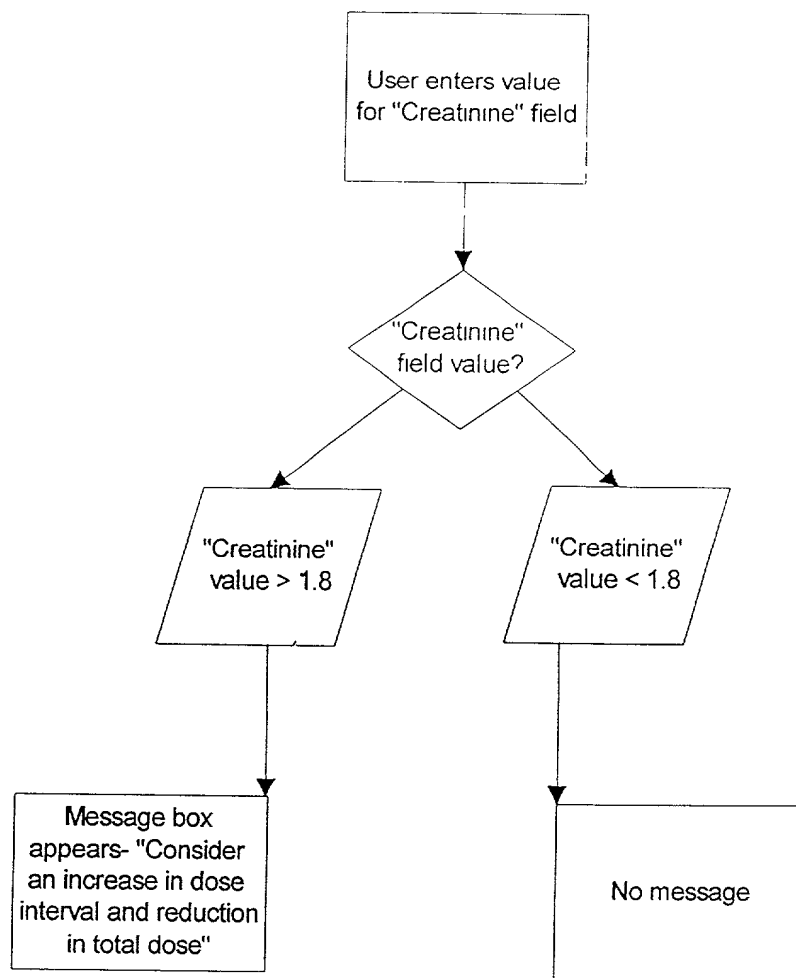 User enters value
for "Creatinine" field
"Creatinine"
field value?
"Creatinine"
value > 1.8
"Creatinine"
value < 1.8
Message box
appears- "Consider
an increase in dose
interval and reduction
in total dose"
No message